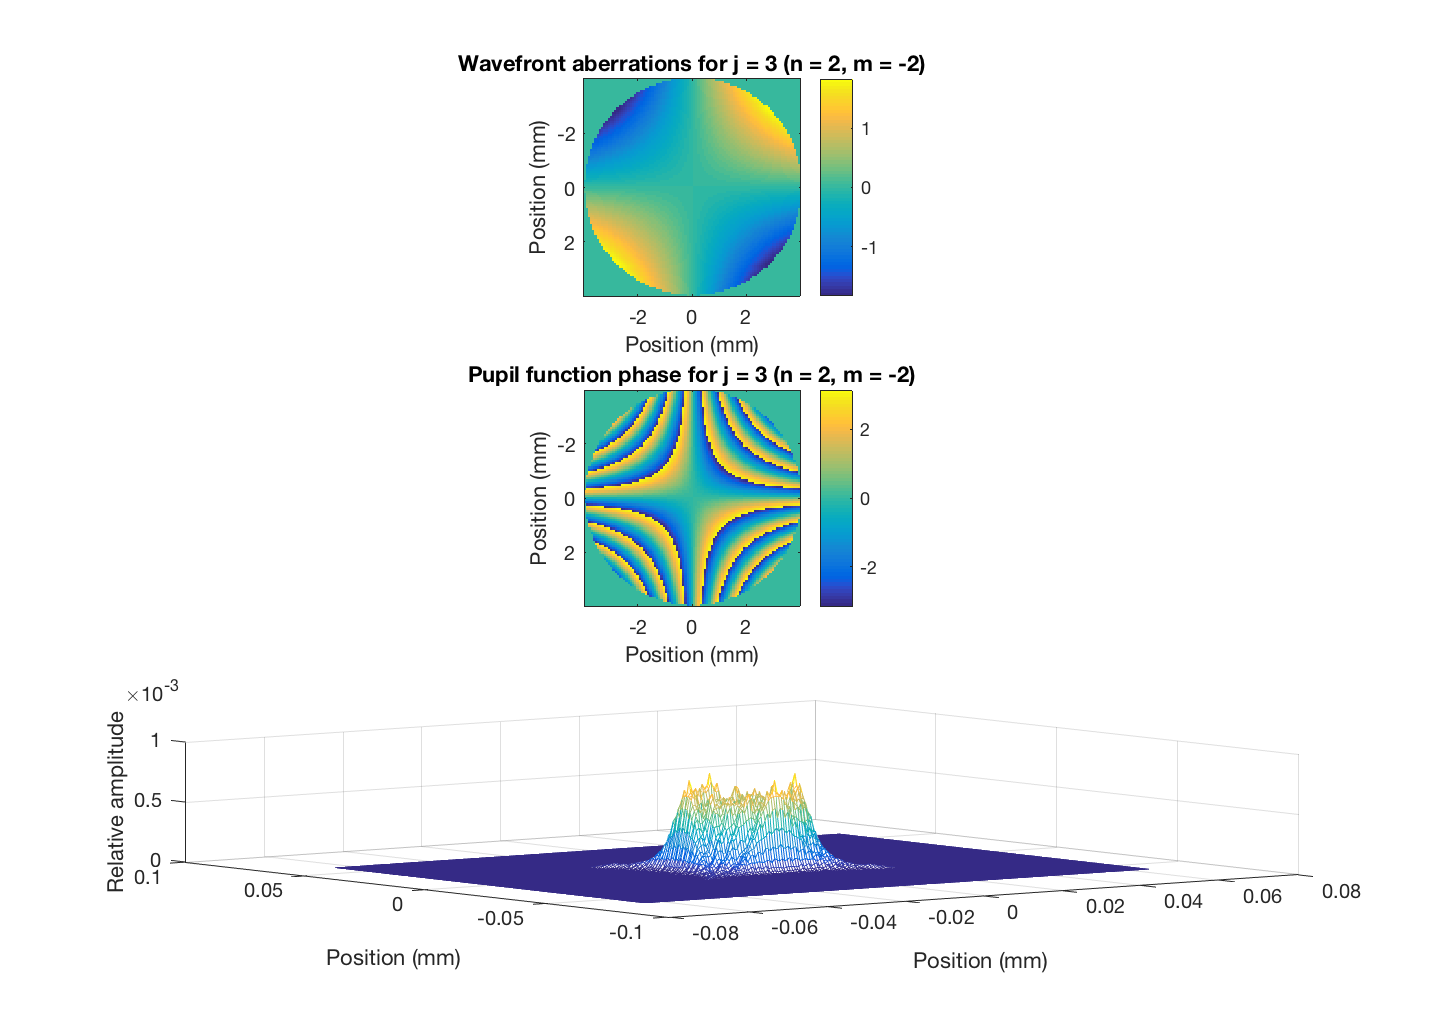 Wavefront aberrations for j = 3 (n = 2, m = -2)
Position (mm)
-2
0
2
-2 0 2
Position (mm)
1
0
-1
Pupil function phase for j = 3 (n = 2, m = -2)
Position (mm)
-2
0
2
-2 0 2
Position (mm)
2
0
-2
×10-3
Relative amplitude
1
0.5
0
0.1
0.05
0
-0.05
-0.1
Position (mm)
-0.08
-0.06
-0.04
-0.02
0
0.02
0.04
0.06
0.08
Position (mm)